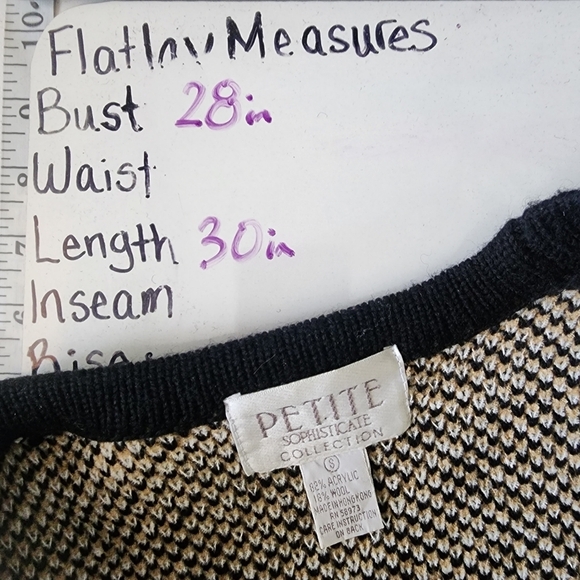 Flatlay Measures
Bust 28in
Waist
Length 30in
Inseam
PETITE
SOPHISTICATE
COLLECTION
S
82% ACRYLIC
18% WOOL
MADE IN HONG KONG
RN 58973
CARE INSTRUCTION
ON BACK